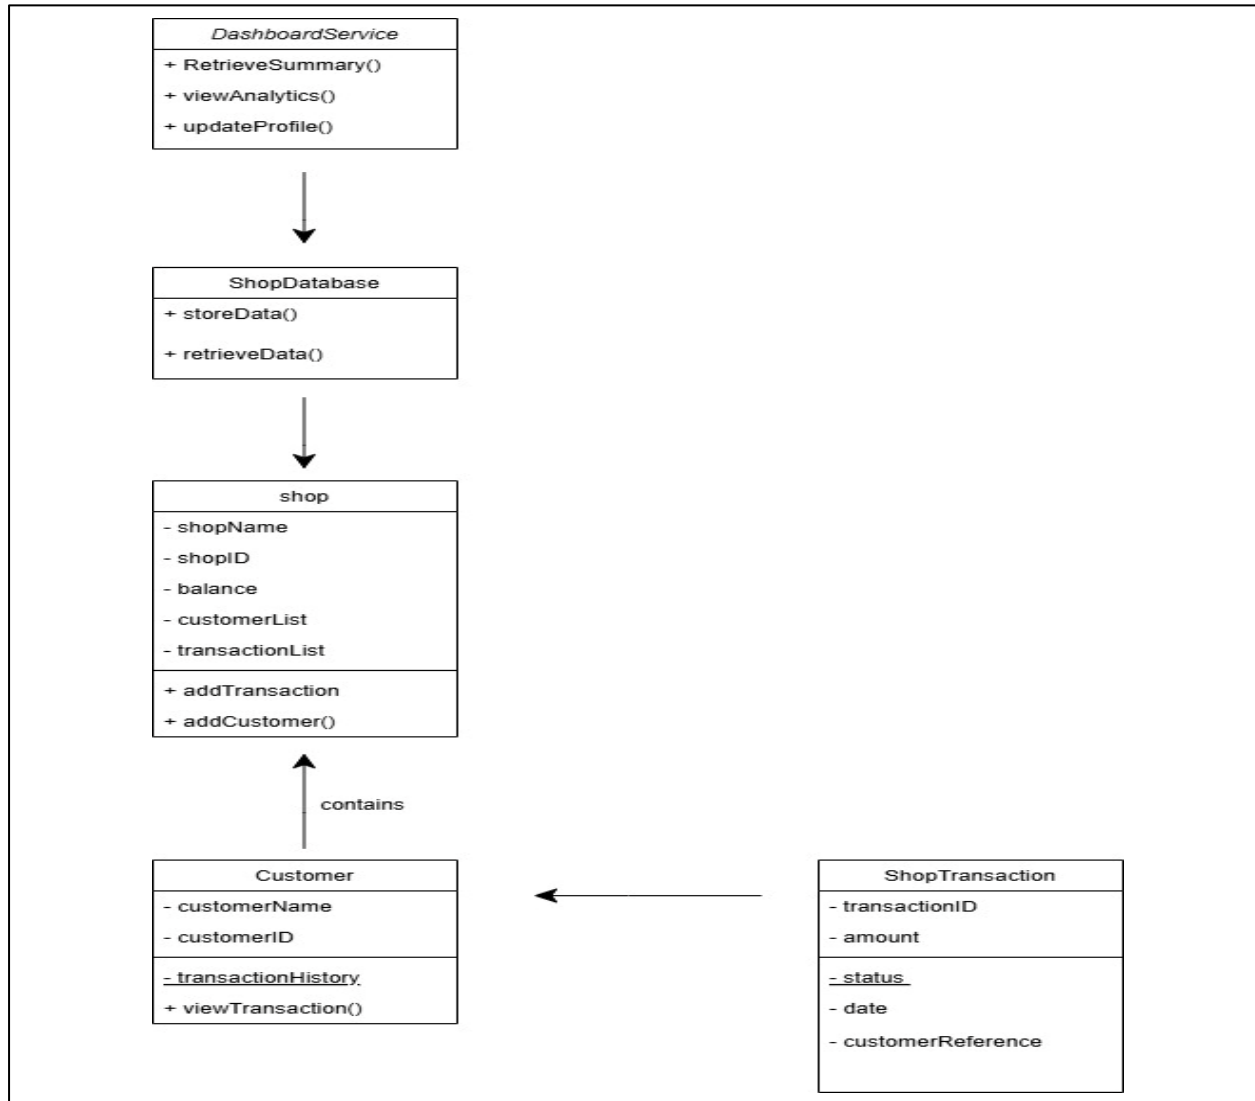 DashboardService
+ RetrieveSummary()
+ viewAnalytics()
+ updateProfile()
ShopDatabase
+ storeData()
+ retrieveData()
shop
- shopName
- shopID
- balance
- customerList
- transactionList
+ addTransaction
+ addCustomer()
contains
Customer
- customerName
- customerID
- transactionHistory
+ viewTransaction()
ShopTransaction
- transactionID
- amount
- status
- date
- customerReference